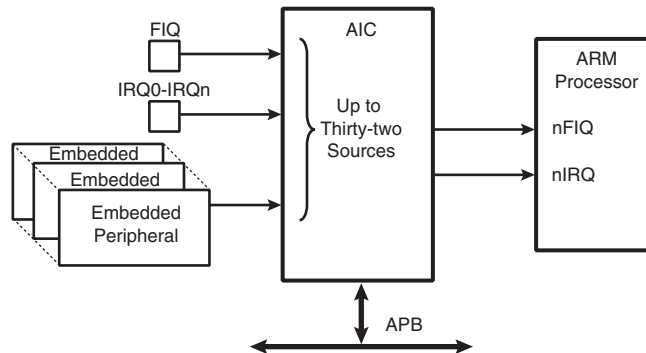 FIQ
IRQ0-IRQn
Embedded
Embedded
Embedded
Peripheral
AIC
Up to
Thirty-two
Sources
ARM
Processor
nFIQ
nIRQ
APB